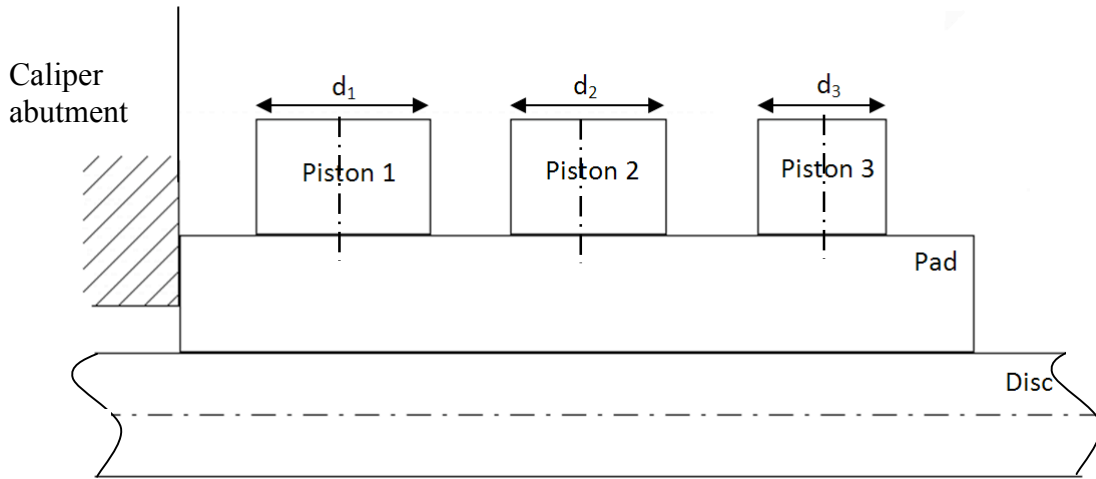 Caliper
abutment
d₁
d₂
d₃
Piston 1
Piston 2
Piston 3
Pad
Disc